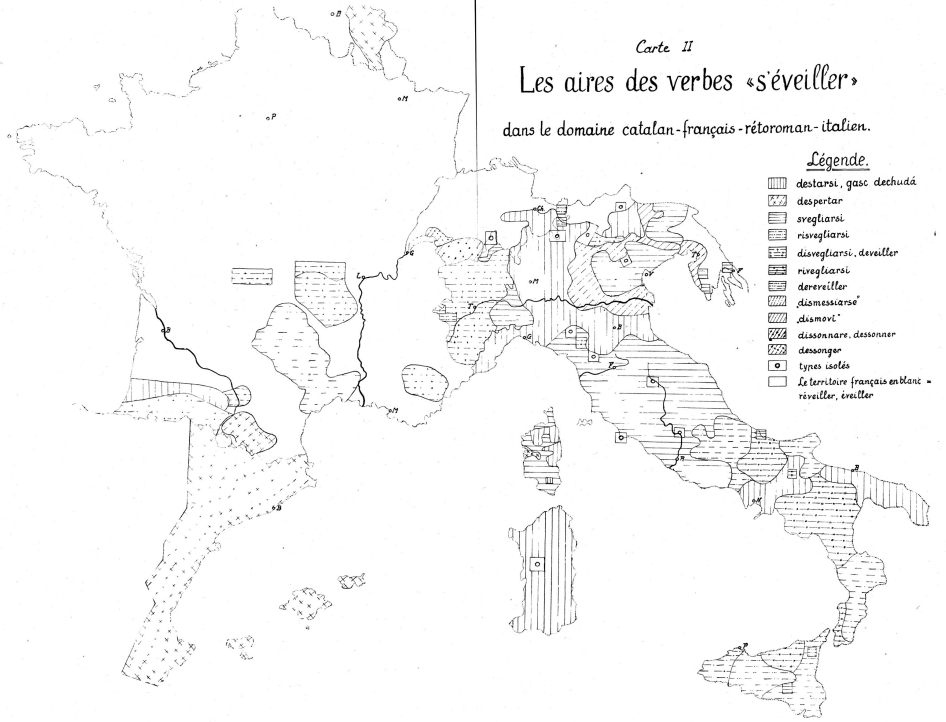 Carte II
Les aires des verbes «s'éveiller»
dans le domaine catalan-français-rétoroman-italien.
Légende.
destarsi, gasc dechudá
despertar
svegliarsi
risvegliarsi
disvegliarsi, deveiller
rivegliarsi
dereveiller
„dismessiarse"
„dismovi"
dissonnare, dessonner
dessonger
types isolés
Le territoire français en blanc =
réveiller, éveiller
B
M
P
Ch
G
L
M
V
F
T
B
B
G
F
M
R
N
B
B
P